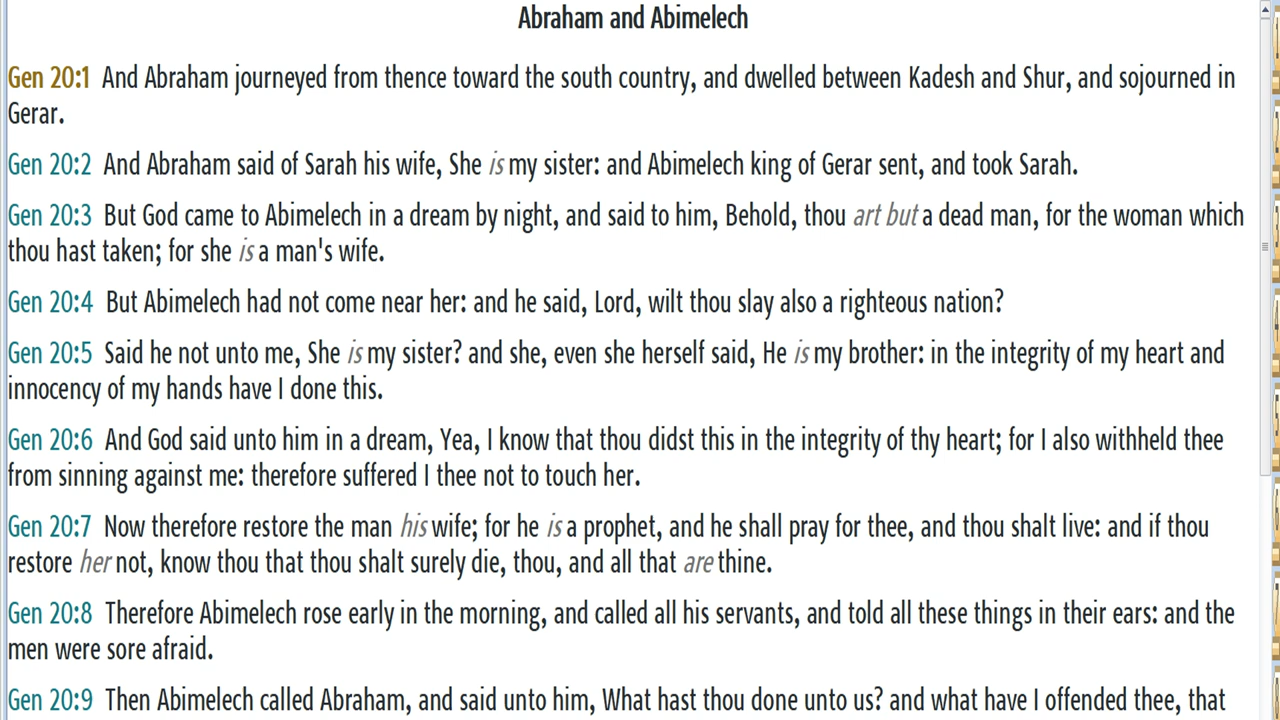 Abraham and Abimelech
Gen 20:1 And Abraham journeyed from thence toward the south country, and dwelled between Kadesh and Shur, and sojourned in
Gerar.
Gen 20:2 And Abraham said of Sarah his wife, She is my sister: and Abimelech king of Gerar sent, and took Sarah.
Gen 20:3 But God came to Abimelech in a dream by night, and said to him, Behold, thou art but a dead man, for the woman which
thou hast taken; for she is a man's wife.
Gen 20:4 But Abimelech had not come near her: and he said, Lord, wilt thou slay also a righteous nation?
Gen 20:5 Said he not unto me, She is my sister? and she, even she herself said, He is my brother: in the integrity of my heart and
innocency of my hands have I done this.
Gen 20:6 And God said unto him in a dream, Yea, I know that thou didst this in the integrity of thy heart; for I also withheld thee
from sinning against me: therefore suffered I thee not to touch her.
Gen 20:7 Now therefore restore the man his wife; for he is a prophet, and he shall pray for thee, and thou shalt live: and if thou
restore her not, know thou that thou shalt surely die, thou, and all that are thine.
Gen 20:8 Therefore Abimelech rose early in the morning, and called all his servants, and told all these things in their ears: and the
men were sore afraid.
Gen 20:9 Then Abimelech called Abraham, and said unto him, What hast thou done unto us? and what have I offended thee, that